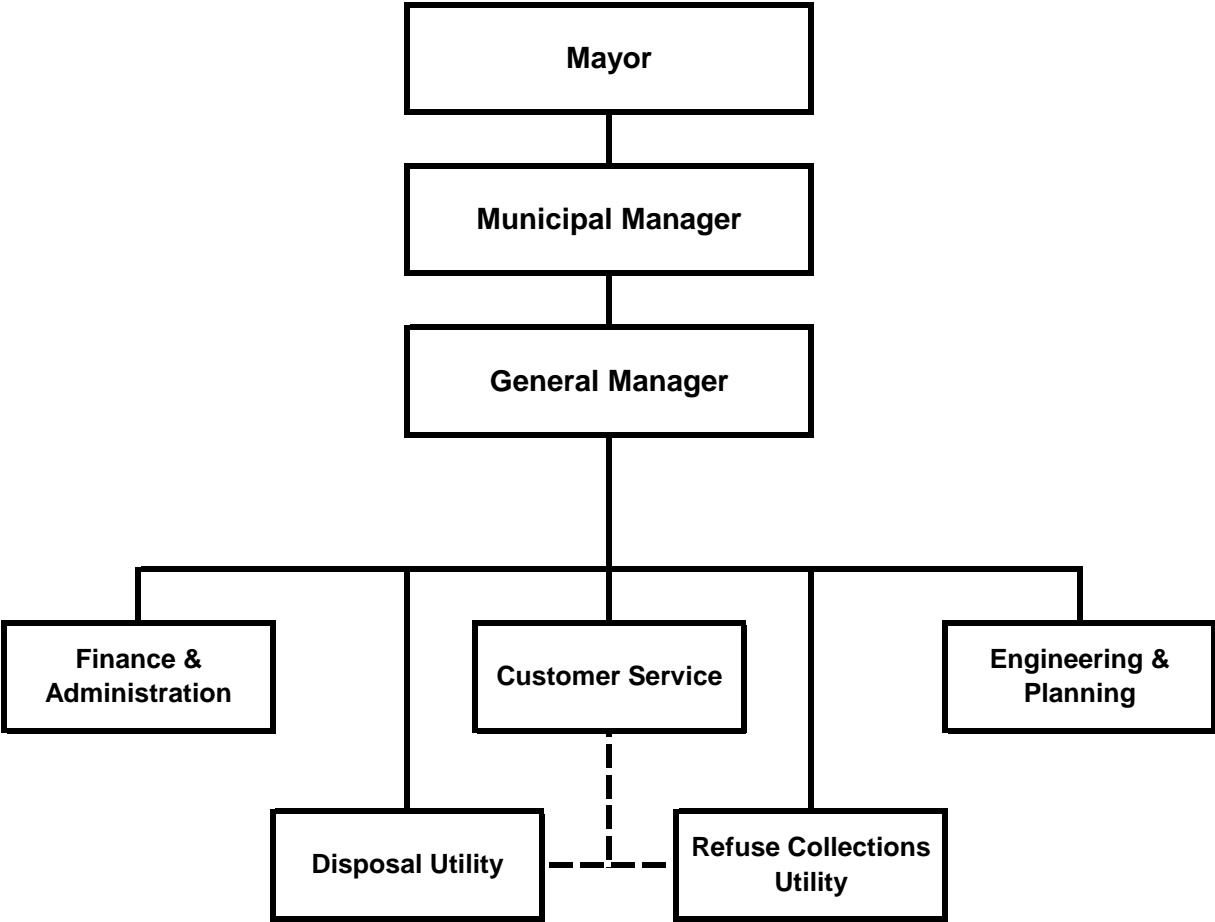 Mayor
Municipal Manager
General Manager
Finance &
Administration
Customer Service
Engineering &
Planning
Disposal Utility
Refuse Collections
Utility